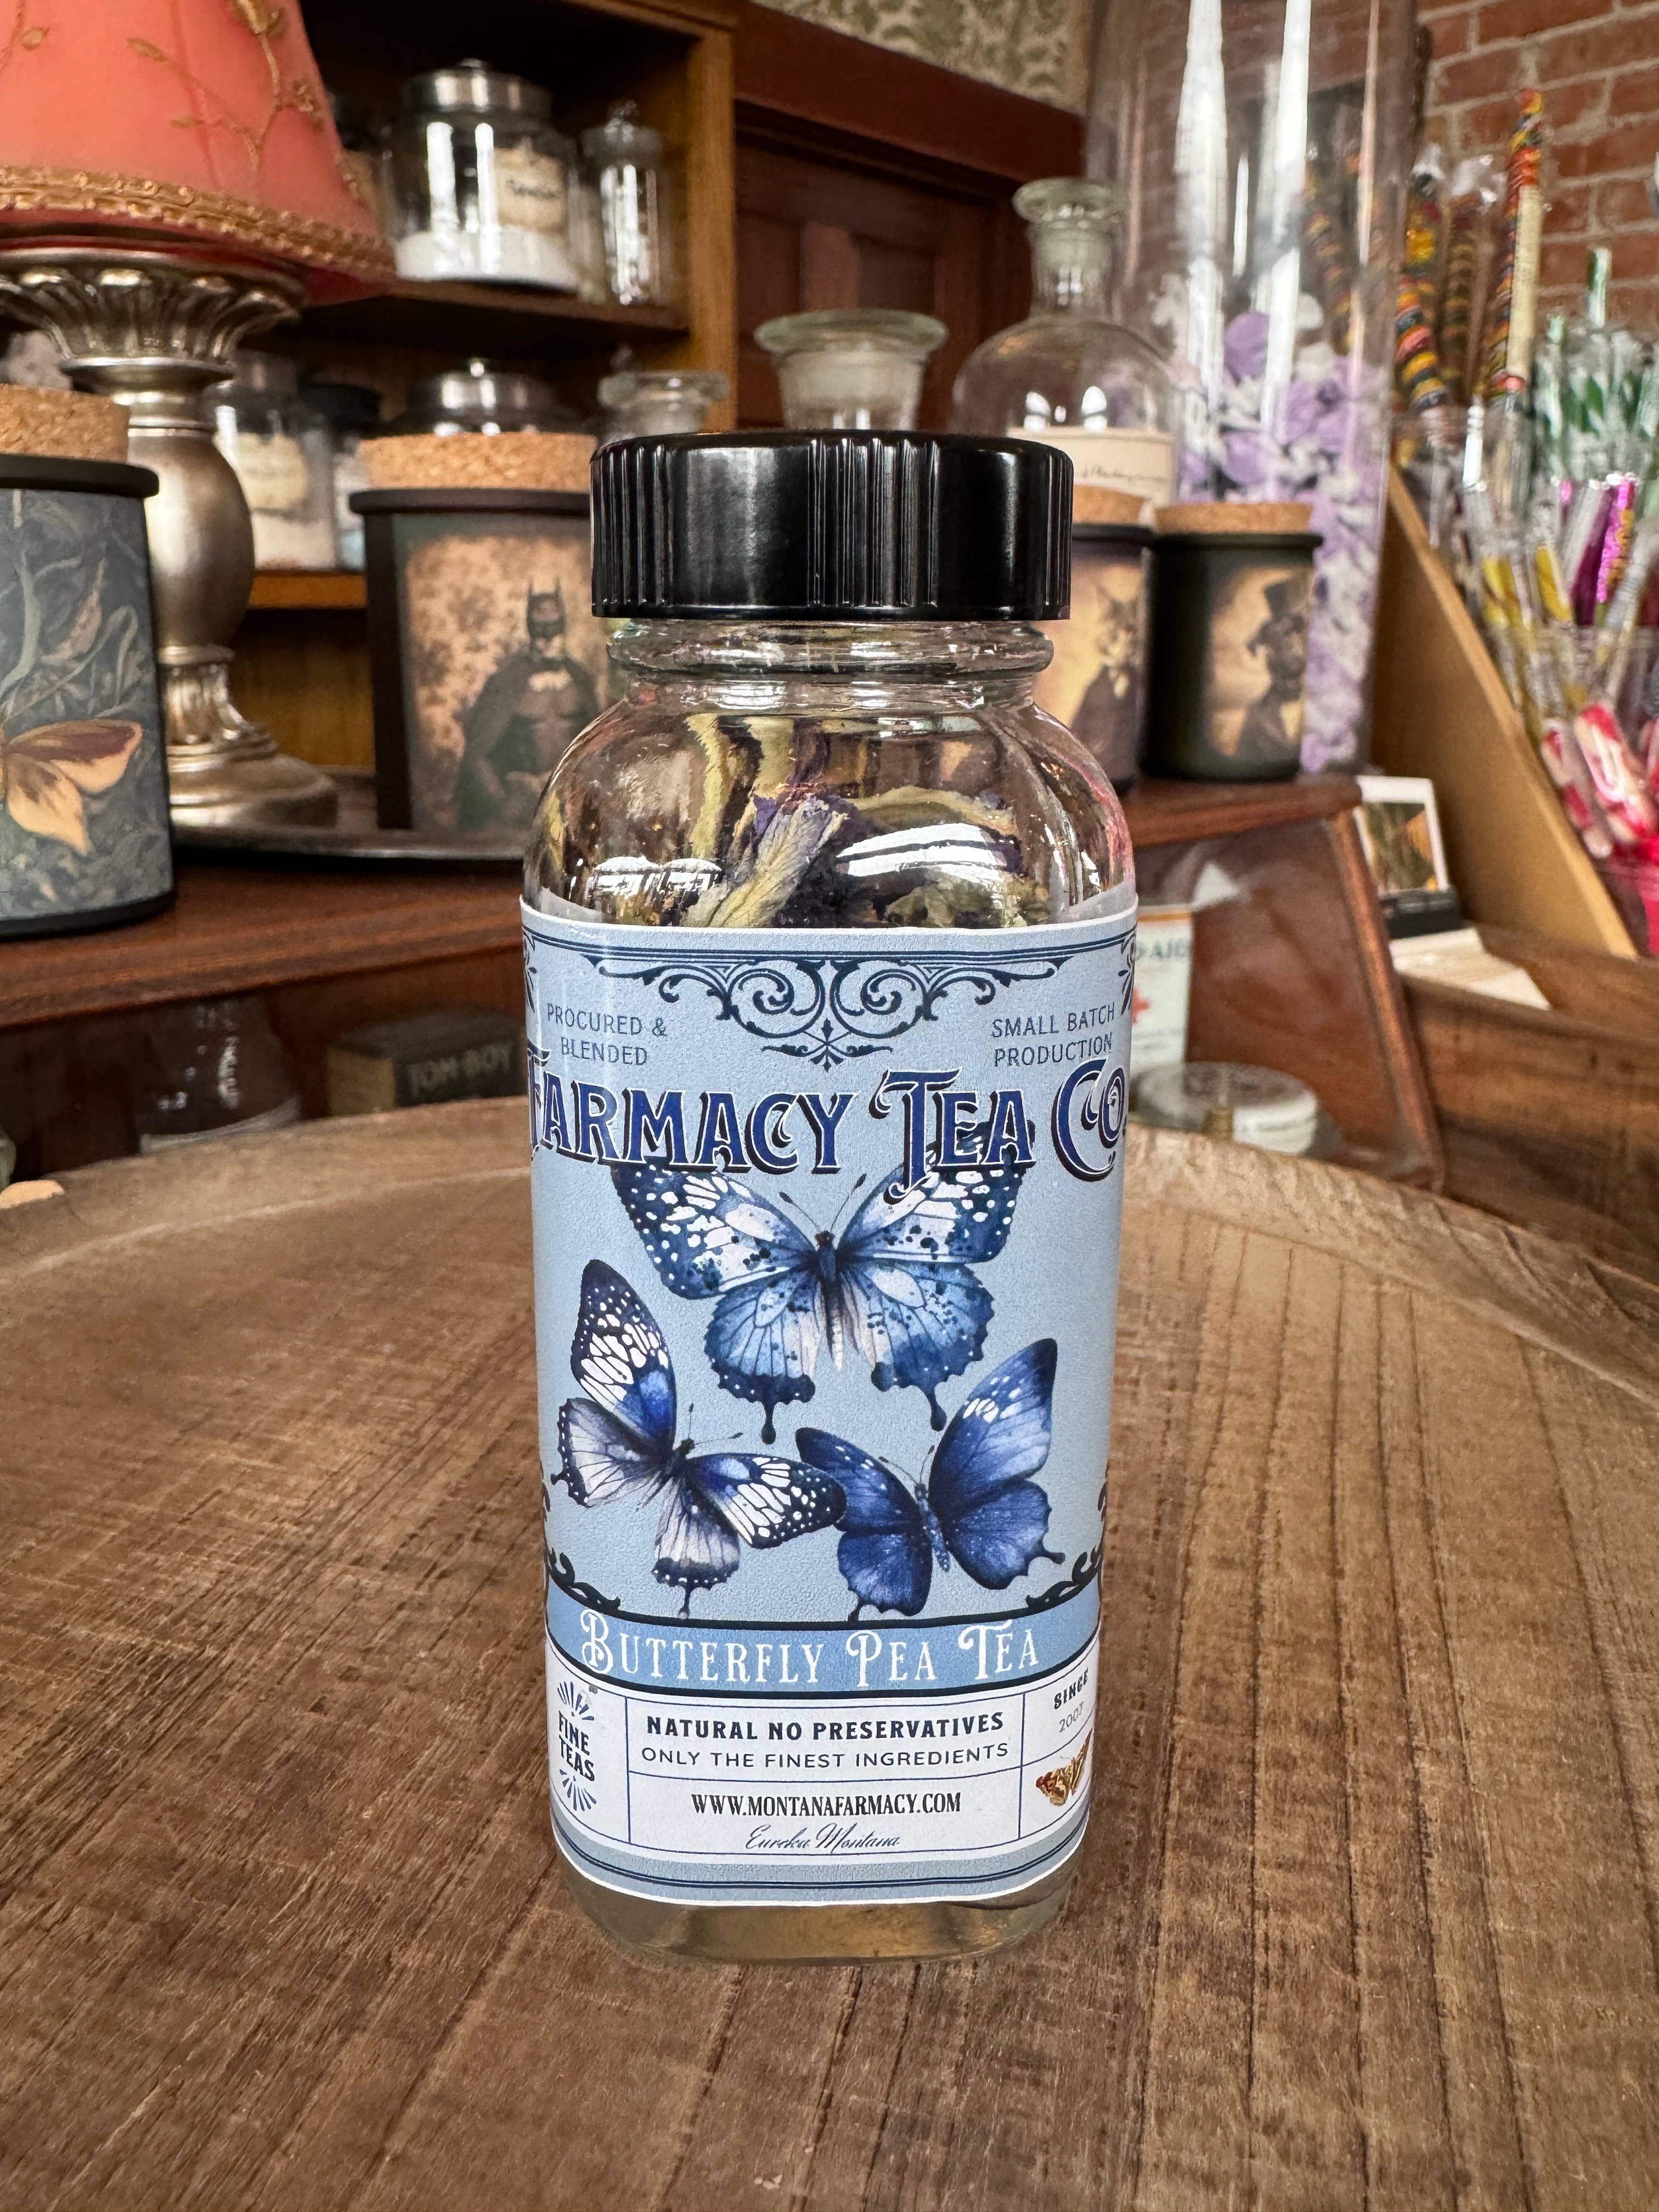 TOM-BOY
PROCURED &
BLENDED
SMALL BATCH
PRODUCTION
FARMACY TEA CO.
BUTTERFLY PEA TEA
FINE
TEAS
NATURAL NO PRESERVATIVES
ONLY THE FINEST INGREDIENTS
WWW.MONTANAFARMACY.COM
Eureka Montana
SINCE
2007